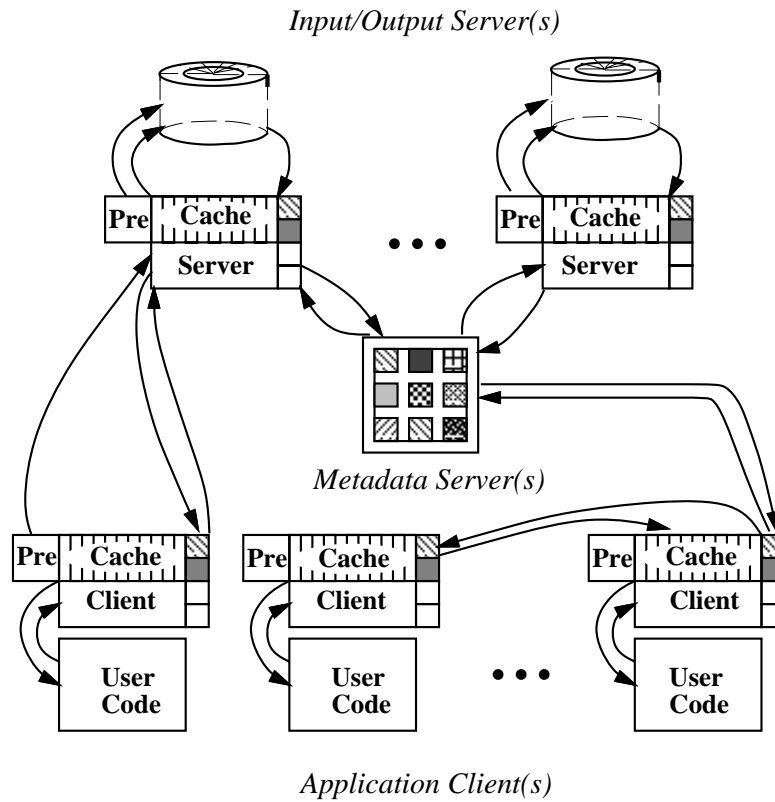 Input/Output Server(s)
Pre Cache
Server
Pre Cache
Server
Metadata Server(s)
Pre Cache
Client
User
Code
Pre Cache
Client
User
Code
Pre Cache
Client
User
Code
Application Client(s)